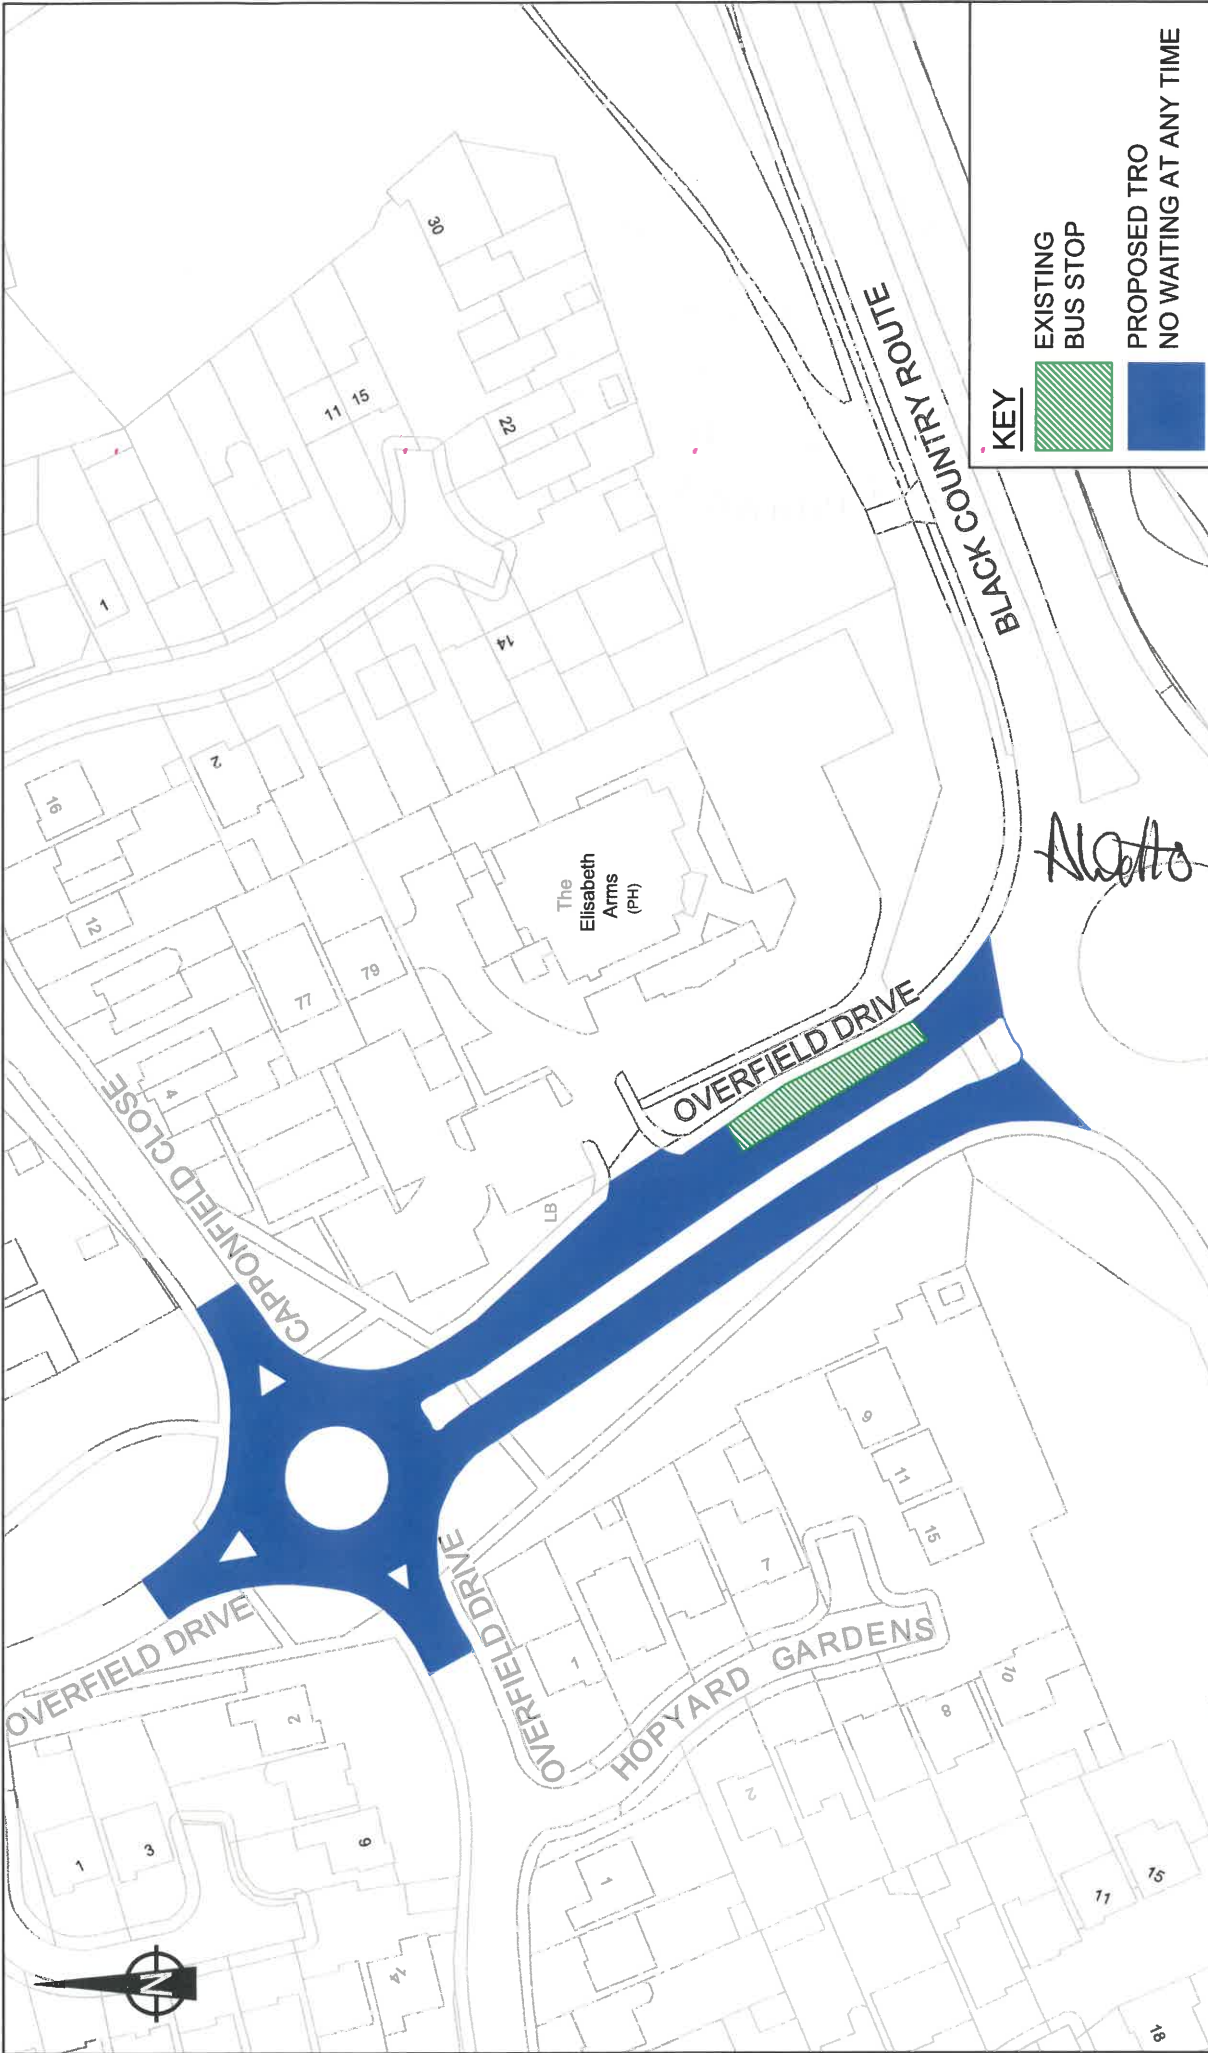 30
11 15
22
1
14
2
16
12
The
Elisabeth
Arms
(PH)
79
77
4
CAPPONFIELD CLOSE
LB
OVERFIELD DRIVE
BLACK COUNTRY ROUTE
KEY
EXISTING
BUS STOP
PROPOSED TRO
NO WAITING AT ANY TIME
OVERFIELD DRIVE
OVERFIELD DRIVE
HOPYARD GARDENS
9
11
15
7
1
2
1
3
6
14
1
2
8
10
11
15
18
N